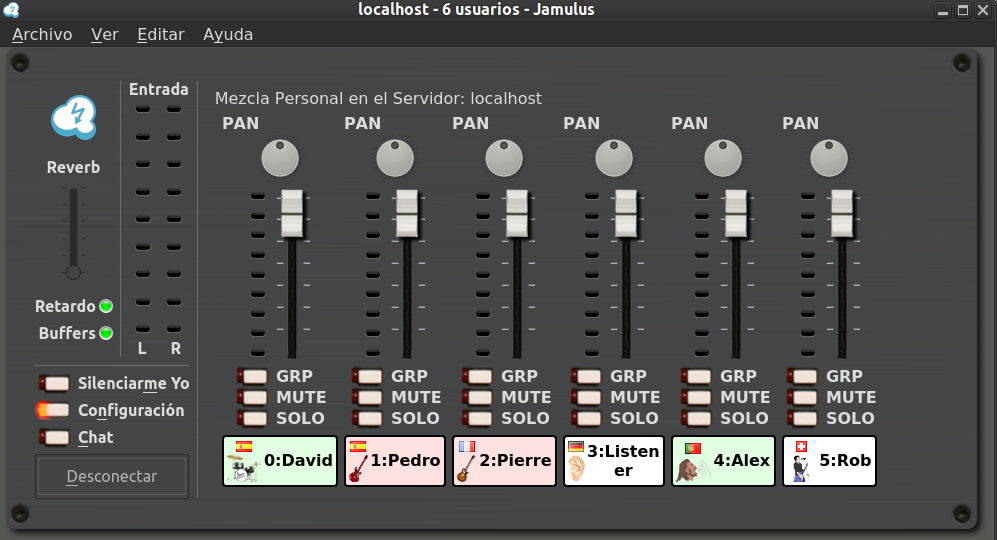 localhost - 6 usuarios - Jamulus
Archivo Ver Editar Ayuda
Entrada
Mezcla Personal en el Servidor: localhost
PAN PAN PAN PAN PAN PAN
Reverb
Retardo
Buffers
L R
GRP GRP GRP GRP GRP GRP
Silenciarme Yo
MUTE MUTE MUTE MUTE MUTE MUTE
Configuración
SOLO SOLO SOLO SOLO SOLO SOLO
Chat
0:David 1:Pedro 2:Pierre 3:Listen
er 4:Alex 5:Rob
Desconectar